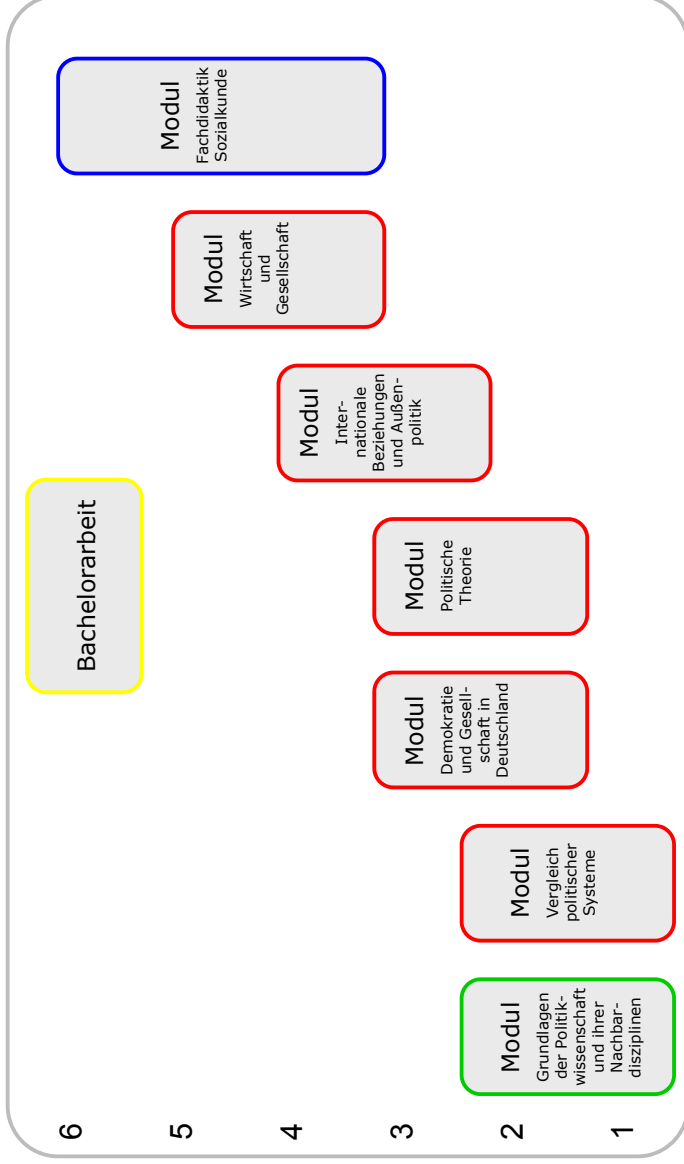 6
5
4
3
2
1
Bachelorarbeit
Modul
Grundlagen
der Politik-
wissenschaft
und ihrer
Nachbar-
disziplinen
Modul
Vergleich
politischer
Systeme
Modul
Demokratie
und Gesell-
schaft in
Deutschland
Modul
Politische
Theorie
Modul
Inter-
nationale
Beziehungen
und Außen-
politik
Modul
Wirtschaft
und
Gesellschaft
Modul
Fachdidaktik
Sozialkunde